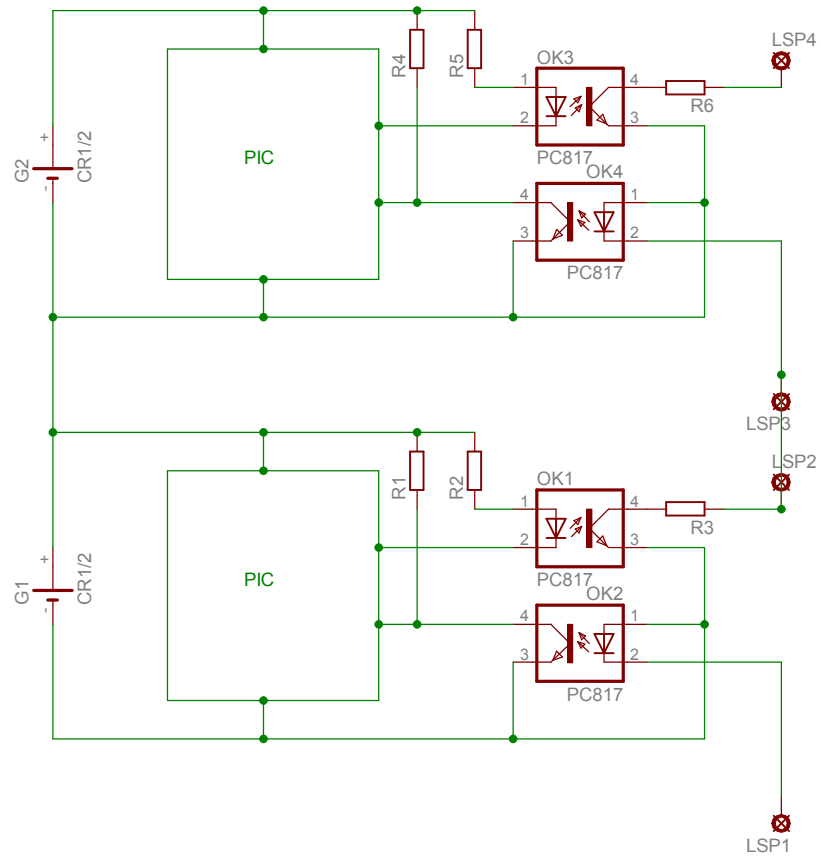 LSP4
OK3
R4
R5
1
4
R6
2
3
PC817
+
G2
CR1/2
-
PIC
OK4
4
1
3
2
PC817
LSP3
LSP2
OK1
R1
R2
1
4
R3
2
3
PC817
+
G1
CR1/2
-
PIC
OK2
4
1
3
2
PC817
LSP1